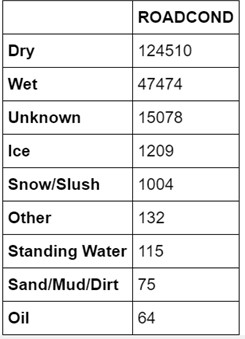 ROADCOND
Dry 124510
Wet 47474
Unknown 15078
Ice 1209
Snow/Slush 1004
Other 132
Standing Water 115
Sand/Mud/Dirt 75
Oil 64